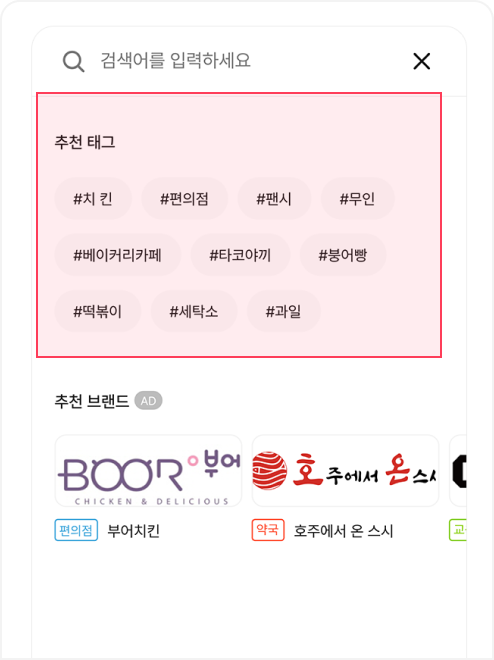 검색어를 입력하세요
추천 태그
#치 킨 #편의점 #팬시 #무인
#베이커리카페 #타코야끼 #붕어빵
#떡볶이 #세탁소 #과일
추천 브랜드 AD
BOOR 부어 호주에서 온스시
CHICKEN & DELICIOUS
편의점 부어치킨 약국 호주에서 온 스시